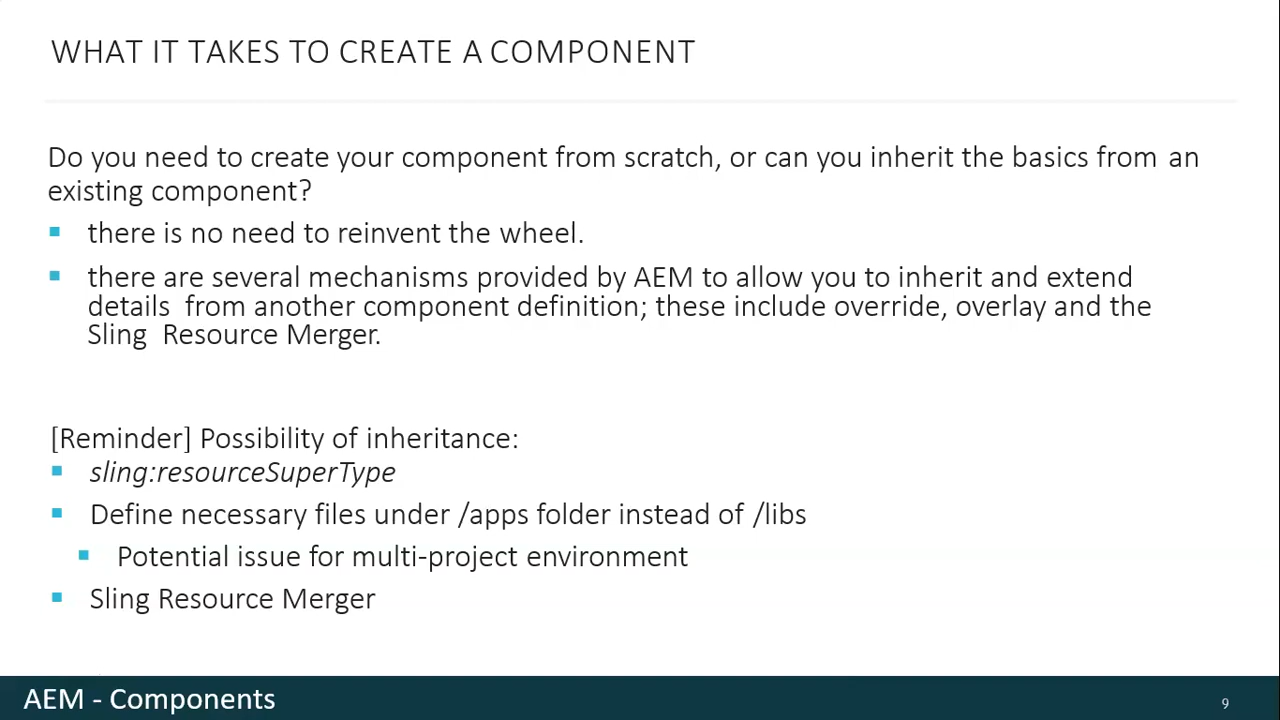 WHAT IT TAKES TO CREATE A COMPONENT
Do you need to create your component from scratch, or can you inherit the basics from an
existing component?
there is no need to reinvent the wheel.
there are several mechanisms provided by AEM to allow you to inherit and extend
details from another component definition; these include override, overlay and the
Sling Resource Merger.
[Reminder] Possibility of inheritance:
sling:resourceSuperType
Define necessary files under /apps folder instead of /libs
Potential issue for multi-project environment
Sling Resource Merger
AEM - Components
9